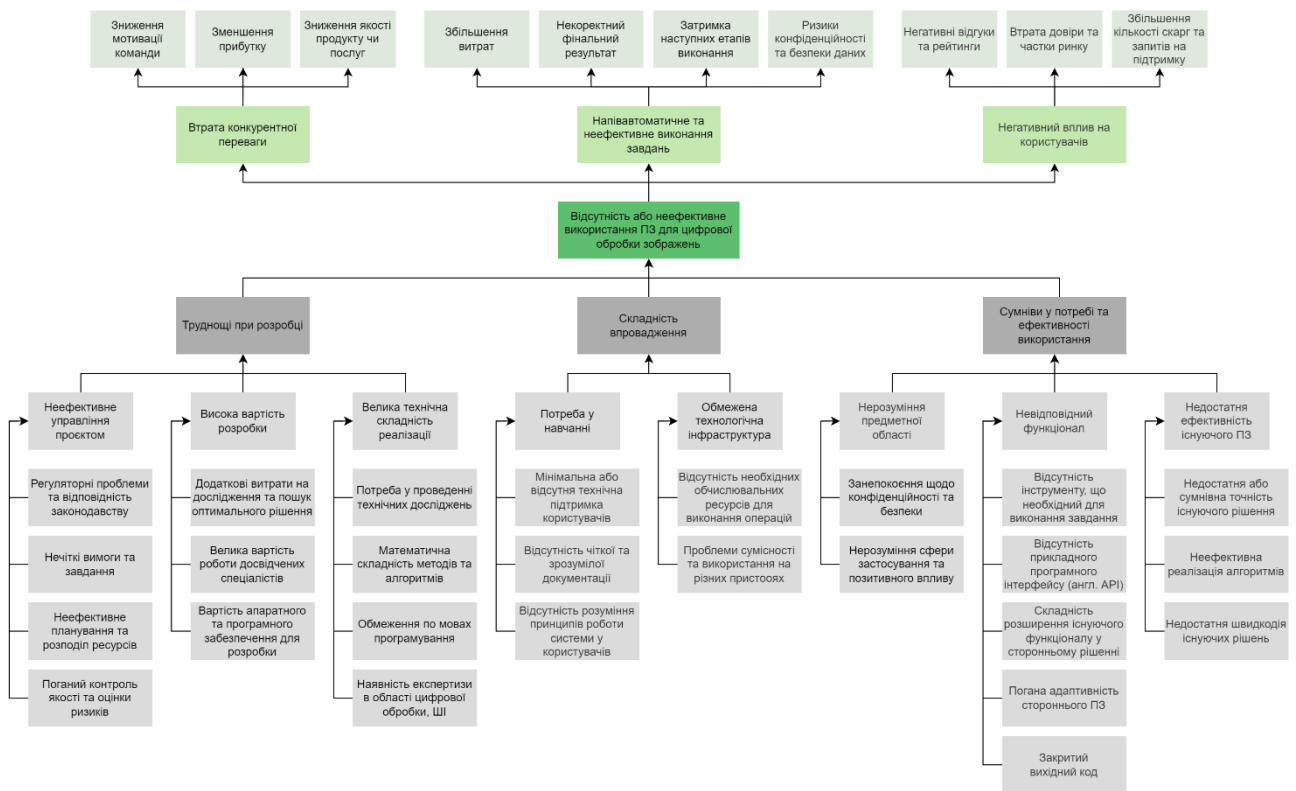 Зниження
мотивації
команди
Зменшення
прибутку
Зниження якості
продукту чи
послуг
Збільшення
витрат
Некоректний
фінальний
результат
Затримка
наступних етапів
виконання
Ризики
конфіденційності
та безпеки даних
Негативні відгуки
та рейтинги
Втрата довіри та
частки ринку
Збільшення
кількості скарг та
запитів на
підтримку
Втрата конкурентної
переваги
Напівавтоматичне та
неефективне виконання
завдань
Негативний вплив на
користувачів
Відсутність або неефективне
використання ПЗ для цифрової
обробки зображень
Труднощі при розробці
Складність
впровадження
Сумніви у потребі та
ефективності
використання
Неефективне
управління
проєктом
Висока вартість
розробки
Велика технічна
складність
реалізації
Потреба у
навчанні
Обмежена
технологічна
інфраструктура
Нерозуміння
предметної
області
Невідповідний
функціонал
Недостатня
ефективність
існуючого ПЗ
Регуляторні проблеми
та відповідність
законодавству
Додаткові витрати на
дослідження та пошук
оптимального рішення
Потреба у проведенні
технічних досліджень
Мінімальна або
відсутня технічна
підтримка
користувачів
Відсутність необхідних
обчислювальних
ресурсів для
виконання операцій
Занепокоєння щодо
конфіденційності та
безпеки
Відсутність
інструменту, що
необхідний для
виконання завдання
Недостатня або
сумнівна точність
існуючого рішення
Нечіткі вимоги та
завдання
Велика вартість
роботи досвідчених
спеціалістів
Математична
складність методів та
алгоритмів
Відсутність чіткої та
зрозумілої
документації
Проблеми сумісності
та використання на
різних пристоях
Нерозуміння сфери
застосування та
позитивного впливу
Відсутність
прикладного
програмного
інтерфейсу (англ. API)
Неефективна
реалізація алгоритмів
Неефективне
планування та
розподіл ресурсів
Вартість апаратного
та програмного
забезпечення для
розробки
Обмеження по мовах
програмування
Відсутність розуміння
принципів роботи
системи у
користувачів
Складність
розширення існуючого
функціоналу у
сторонньому рішенні
Недостатня швидкодія
існуючих рішень
Поганий контроль
якості та оцінки
ризиків
Наявність експертизи
в області цифрової
обробки, ШІ
Погана адаптивність
стороннього ПЗ
Закритий
вихідний код